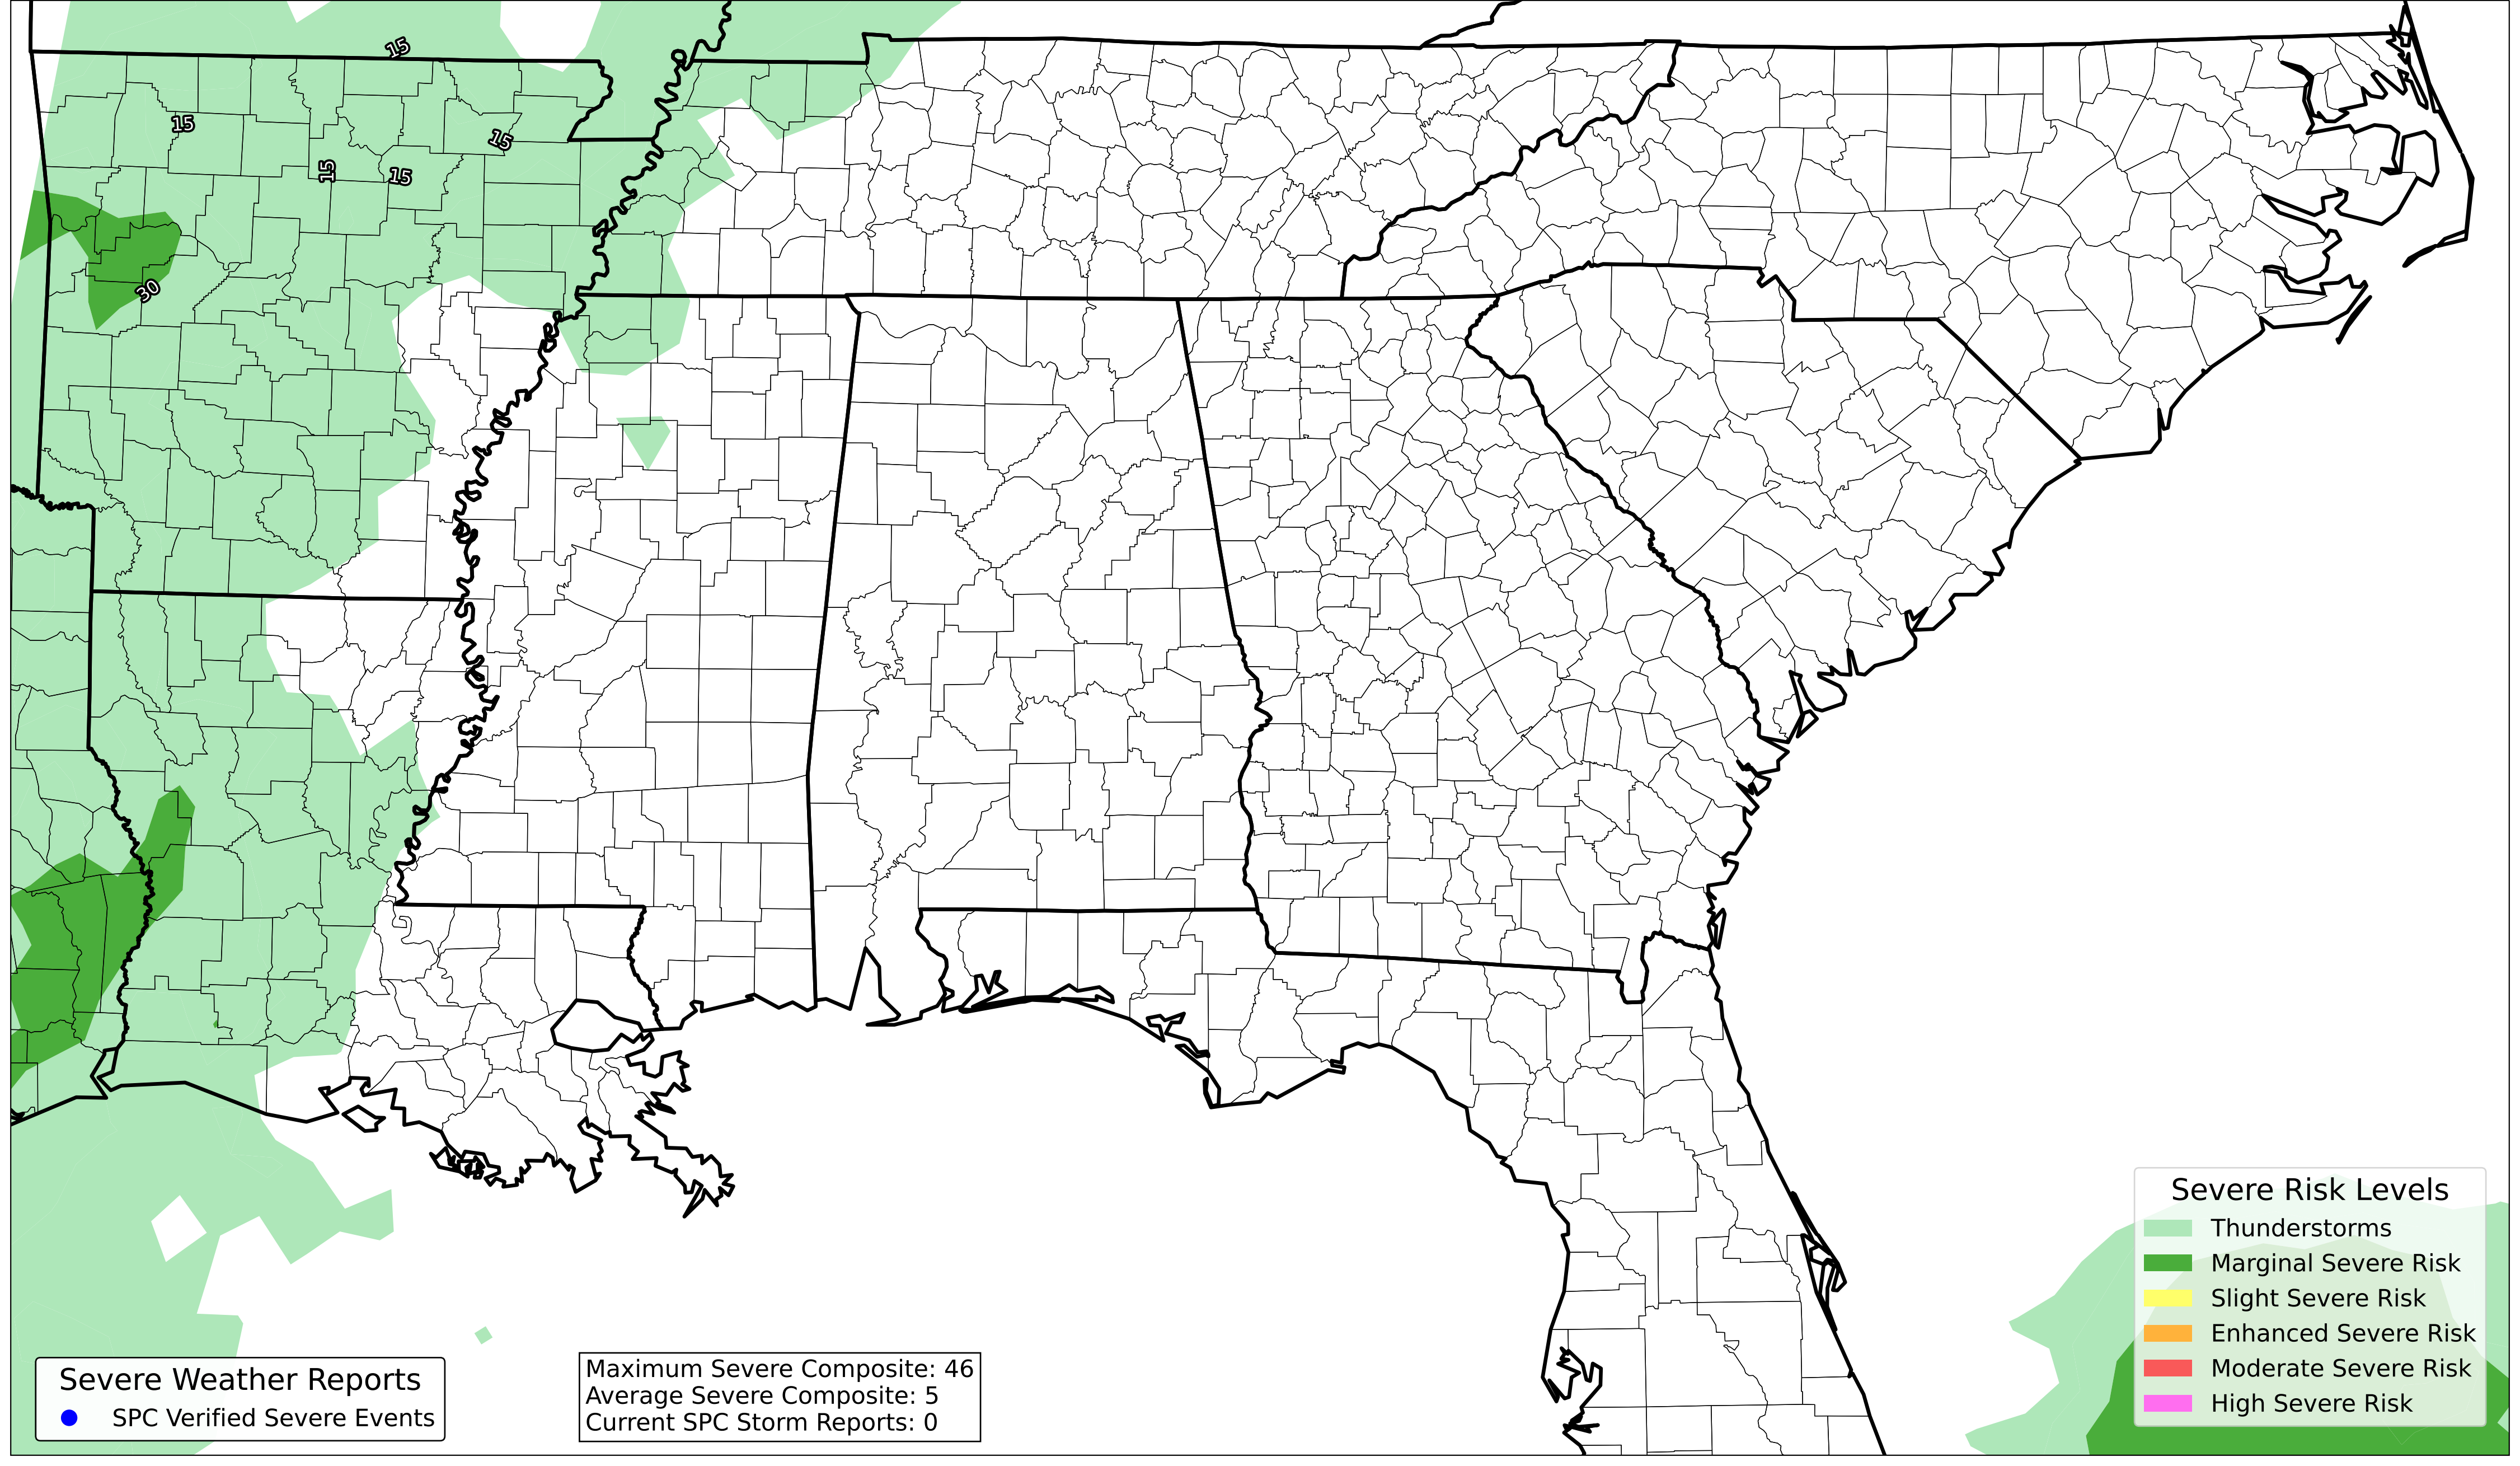 15
15
15
15
15
30
Severe Risk Levels
Thunderstorms
Marginal Severe Risk
Slight Severe Risk
Enhanced Severe Risk
Moderate Severe Risk
High Severe Risk
Severe Weather Reports
SPC Verified Severe Events
Maximum Severe Composite: 46
Average Severe Composite: 5
Current SPC Storm Reports: 0